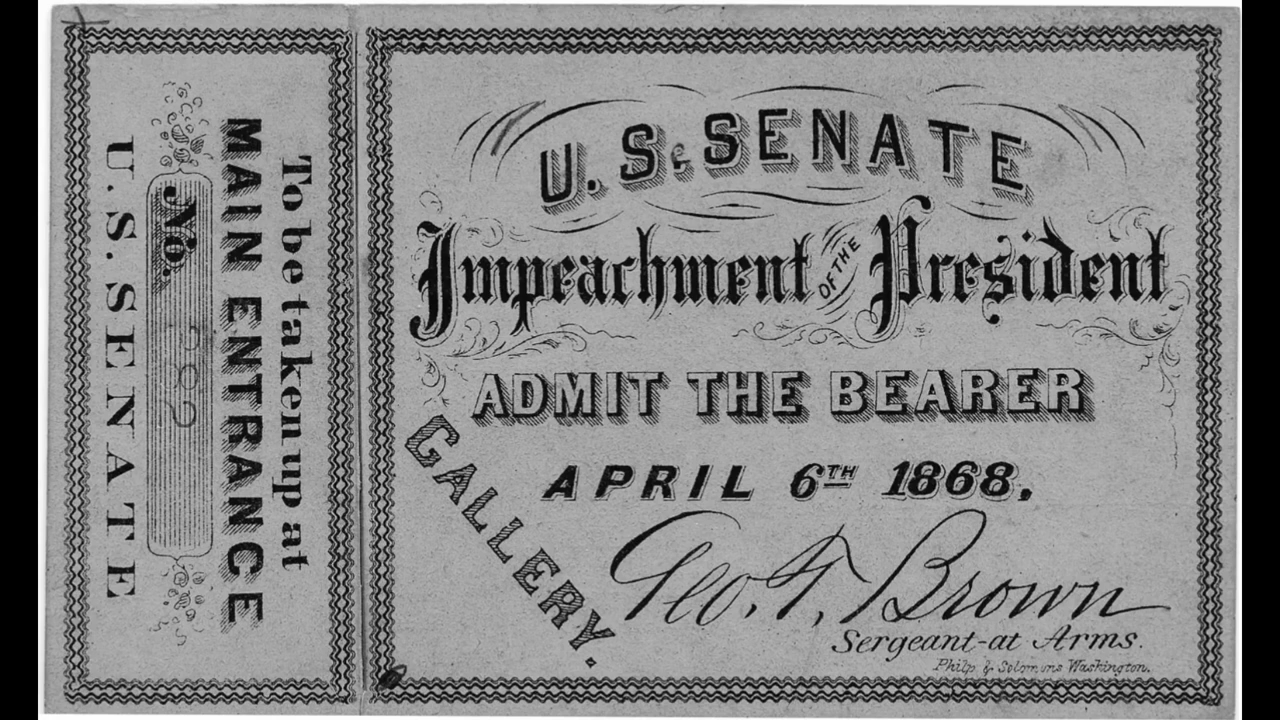 To be taken up at
MAIN ENTRANCE
No. 282
U.S. SENATE
U.S. SENATE
Impeachment OF THE President
ADMIT THE BEARER
APRIL 6TH 1868.
GALLERY.
Geo. T. Brown
Sergeant-at Arms.
Philp & Solomons Washington.